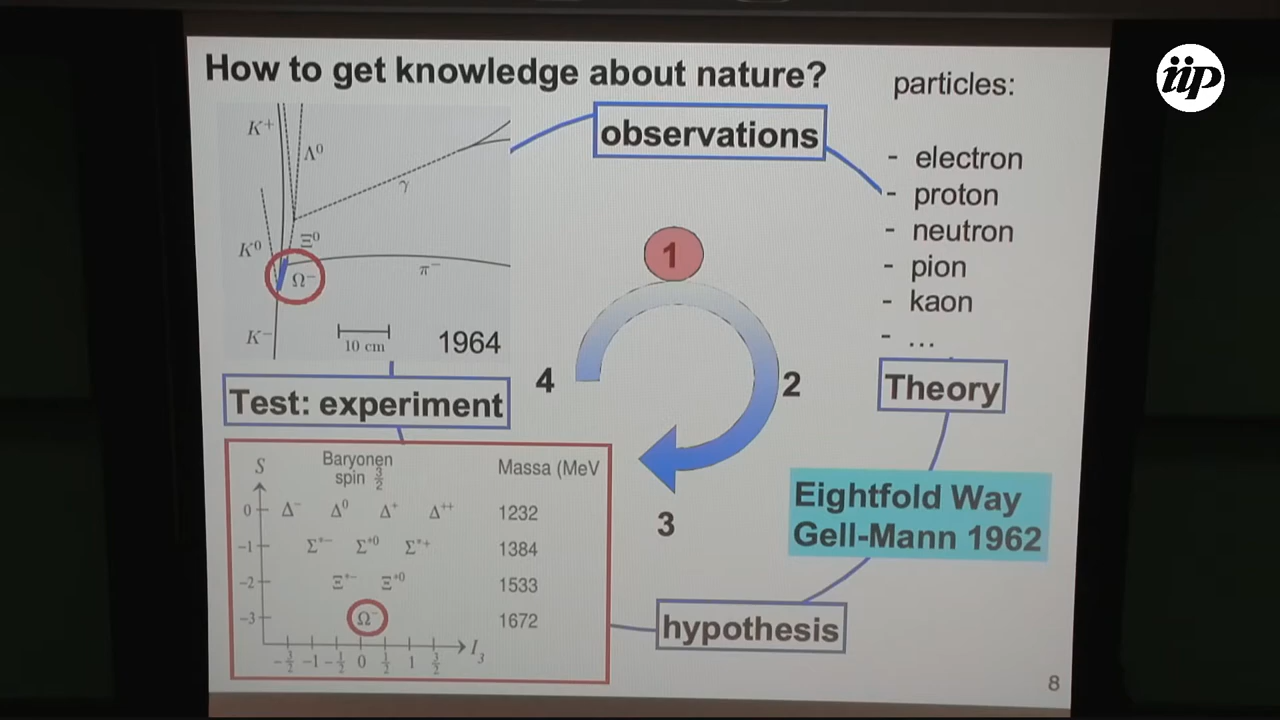 How to get knowledge about nature?
iip
particles:
observations
- electron
- proton
- neutron
- pion
- kaon
- ...
K⁺
Λ⁰
γ
K⁰
Ξ⁰
Ω⁻
π⁻
K⁻
10 cm
1964
1
2
3
4
Test: experiment
Theory
Eightfold Way
Gell-Mann 1962
hypothesis
S
Baryonen
spin 3/2
Massa (MeV
0 Δ⁻ Δ⁰ Δ⁺ Δ⁺⁺ 1232
-1 Σ*⁻ Σ*⁰ Σ*⁺ 1384
-2 Ξ*⁻ Ξ*⁰ 1533
-3 Ω⁻ 1672
-3/2 -1 -1/2 0 1/2 1 3/2 I₃
8